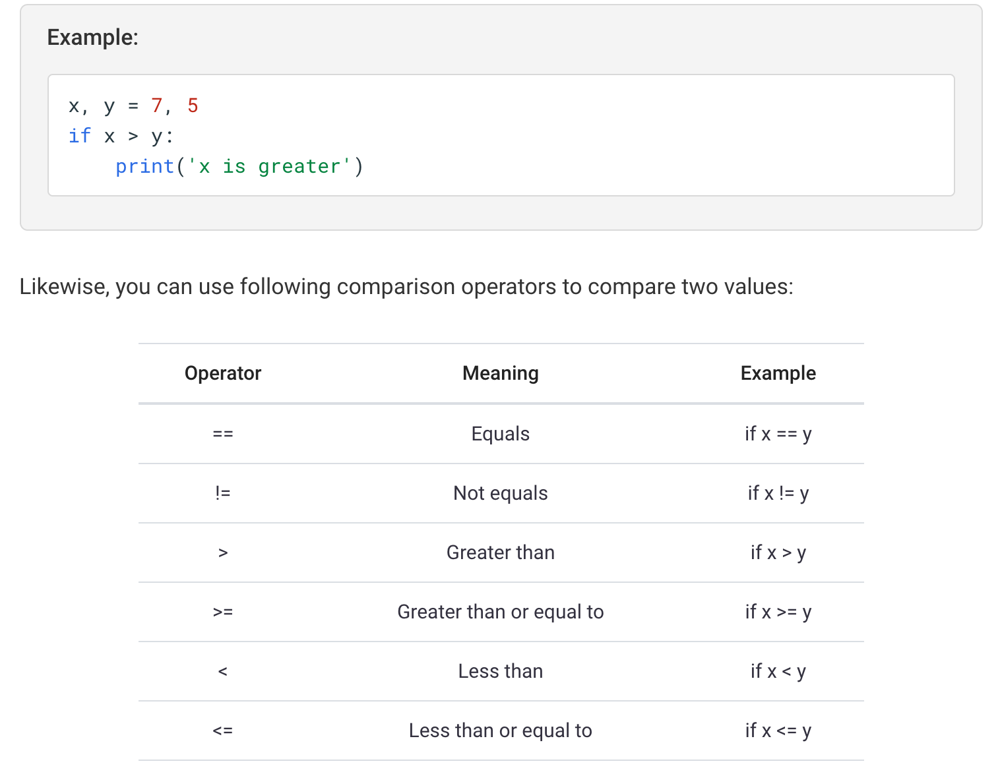 Example:
x, y = 7, 5
if x > y:
    print('x is greater')
Likewise, you can use following comparison operators to compare two values:
Operator Meaning Example
== Equals if x == y
!= Not equals if x != y
> Greater than if x > y
>= Greater than or equal to if x >= y
< Less than if x < y
<= Less than or equal to if x <= y